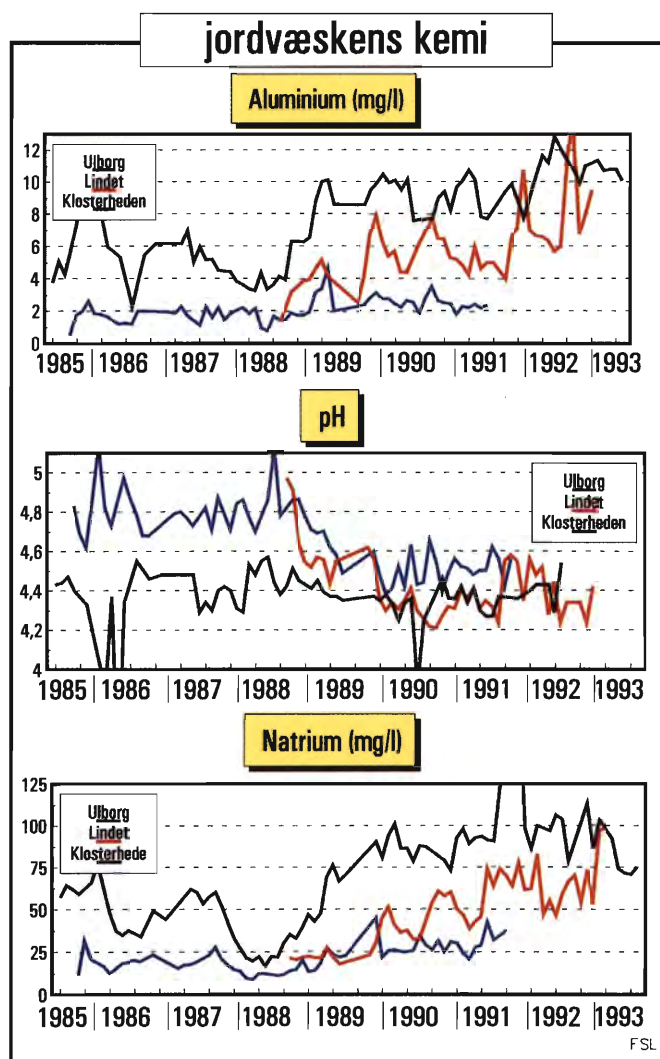 jordvæskens kemi
Aluminium (mg/l)
12
10
8
6
4
2
0
Ulborg
Lindet
Klosterheden
1985 | 1986 | 1987 | 1988 | 1989 | 1990 | 1991 | 1992 | 1993
pH
5
4,8
4,6
4,4
4,2
4
Ulborg
Lindet
Klosterheden
1985 | 1986 | 1987 | 1988 | 1989 | 1990 | 1991 | 1992 | 1993
Natrium (mg/l)
125
100
75
50
25
0
Ulborg
Lindet
Klosterhede
1985 | 1986 | 1987 | 1988 | 1989 | 1990 | 1991 | 1992 | 1993
FSL